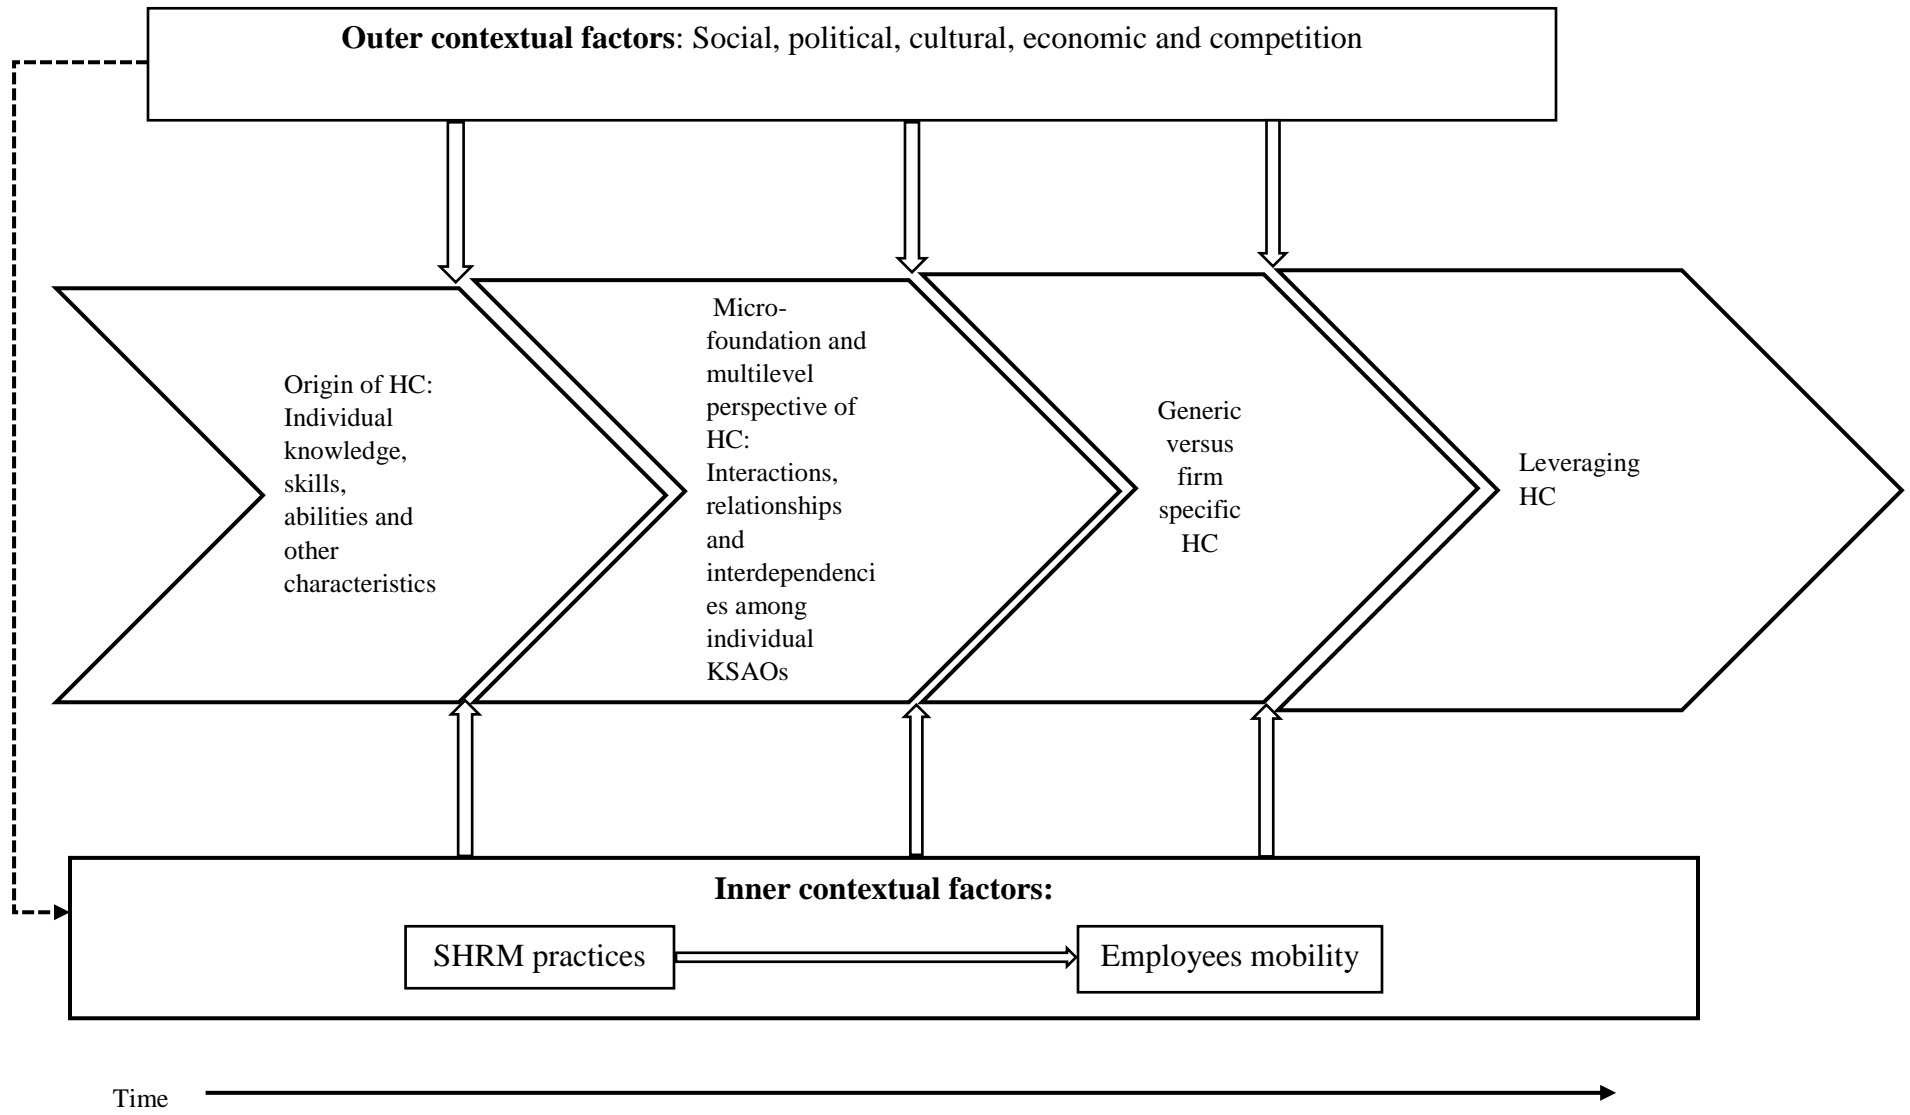 Outer contextual factors: Social, political, cultural, economic and competition
Origin of HC:
Individual
knowledge,
skills,
abilities and
other
characteristics
Micro-
foundation and
multilevel
perspective of
HC:
Interactions,
relationships
and
interdependenci
es among
individual
KSAOs
Generic
versus
firm
specific
HC
Leveraging
HC
Inner contextual factors:
SHRM practices
Employees mobility
Time